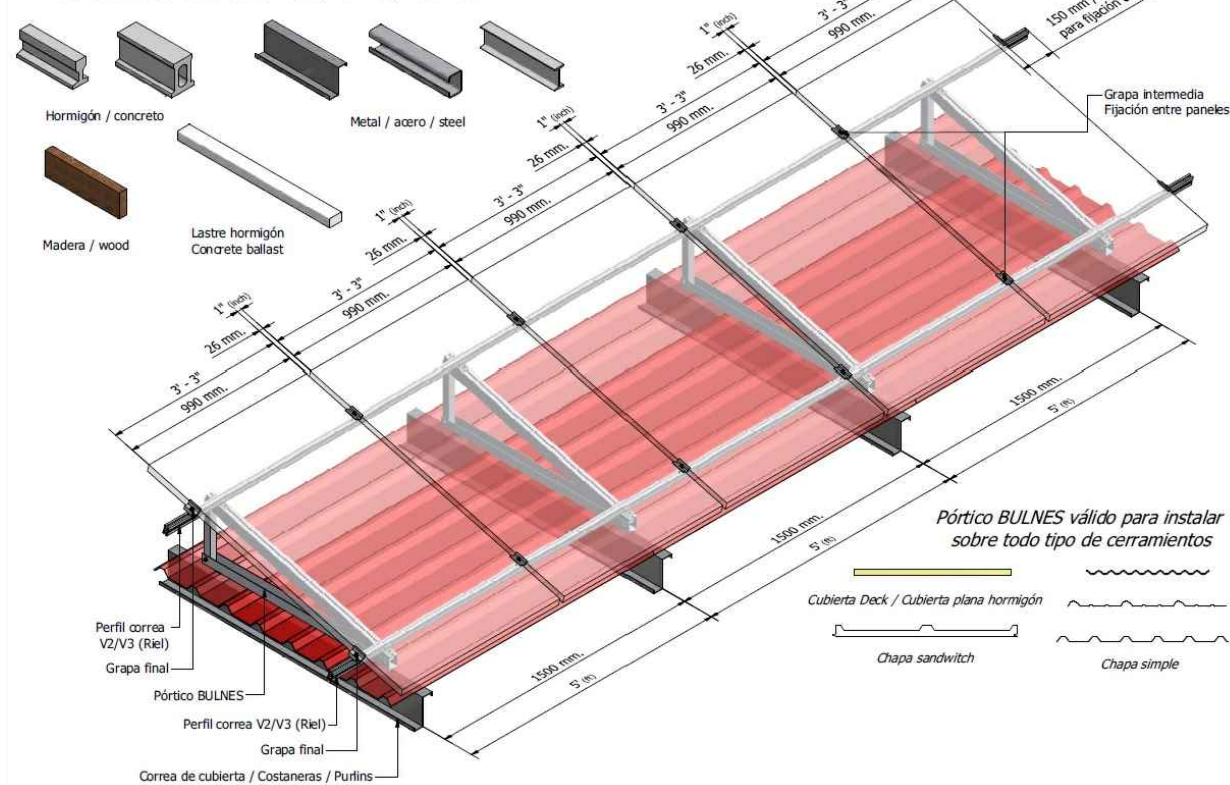 Hormigón / concreto
Metal / acero / steel
Madera / wood
Lastre hormigón
Concrete ballast
150 mm
para fijación
Grapa intermedia
Fijación entre paneles
1" (inch)
26 mm.
3' - 3"
990 mm.
1" (inch)
26 mm.
3' - 3"
990 mm.
1" (inch)
26 mm.
3' - 3"
990 mm.
1" (inch)
26 mm.
3' - 3"
990 mm.
3' - 3"
990 mm.
1500 mm.
5' (ft)
1500 mm.
5' (ft)
1500 mm.
5' (ft)
Pórtico BULNES válido para instalar
sobre todo tipo de cerramientos
Cubierta Deck / Cubierta plana hormigón
Chapa sandwitch
Chapa simple
Perfil correa
V2/V3 (Riel)
Grapa final
Pórtico BULNES
Perfil correa V2/V3 (Riel)
Grapa final
Correa de cubierta / Costaneras / Purlins